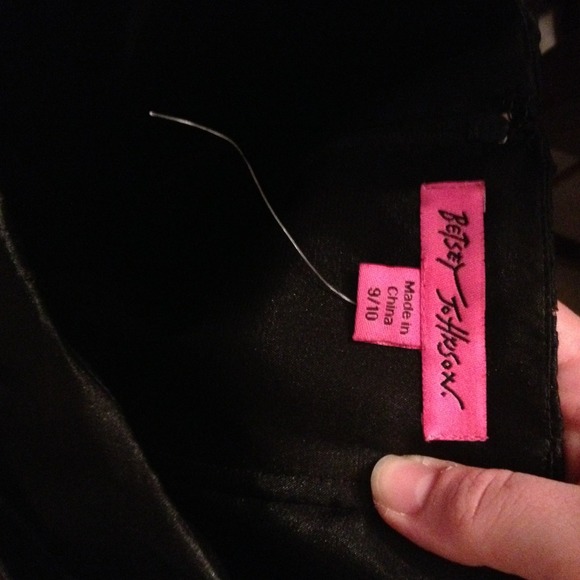 BETSEY JOHNSON.
Made in
China
9/10